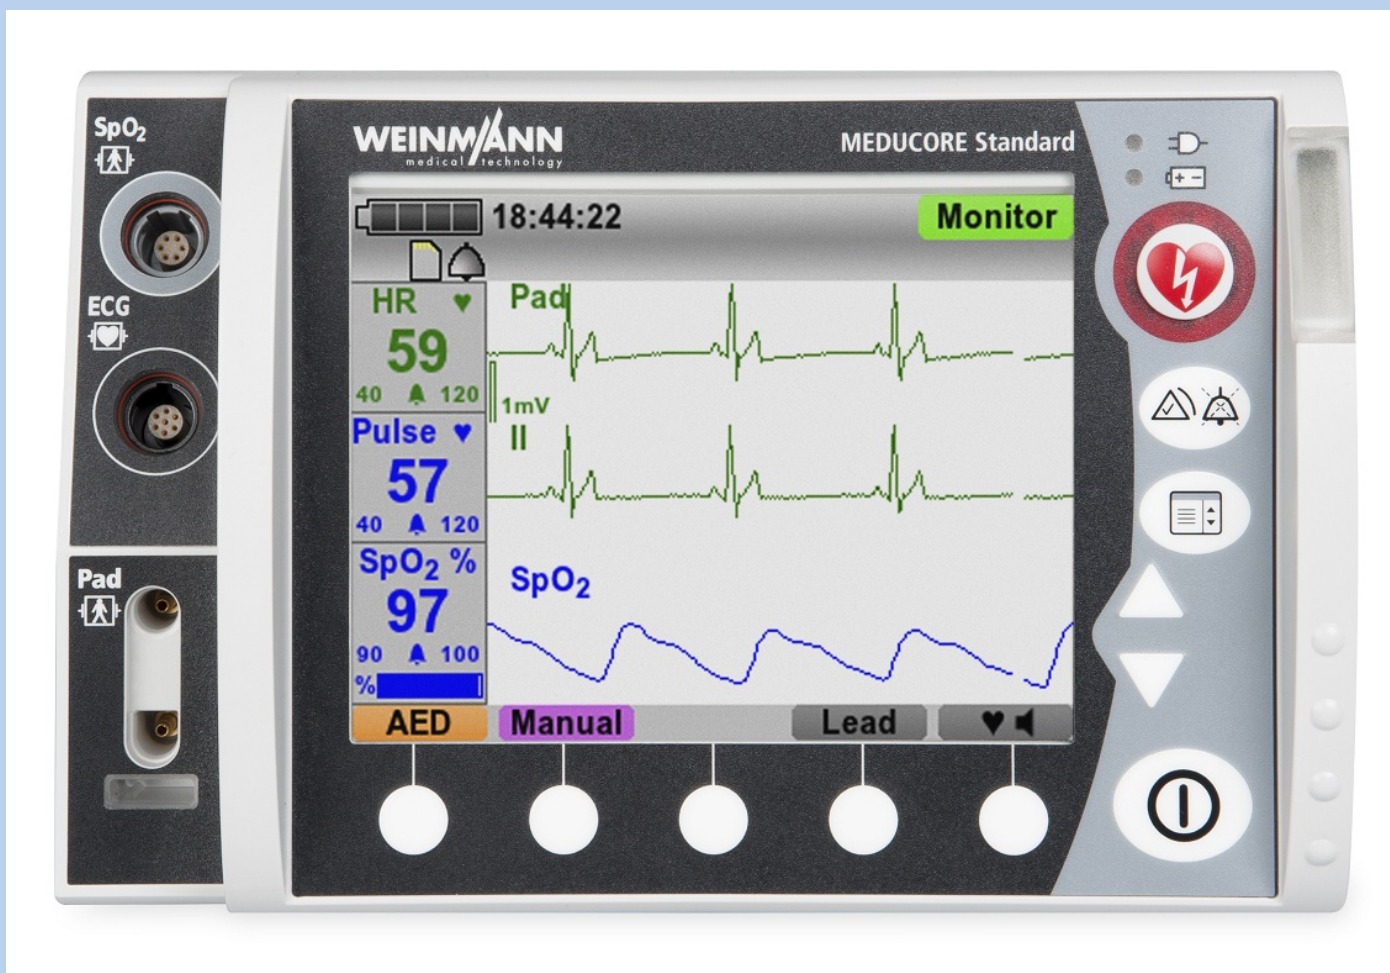 SpO2
ECG
Pad
WEINMANN
medical technology
MEDUCORE Standard
18:44:22
Monitor
HR ♥
59
40 120
Pulse ♥
57
40 120
SpO2 %
97
90 100
%
Pad
1mV
II
SpO2
AED
Manual
Lead